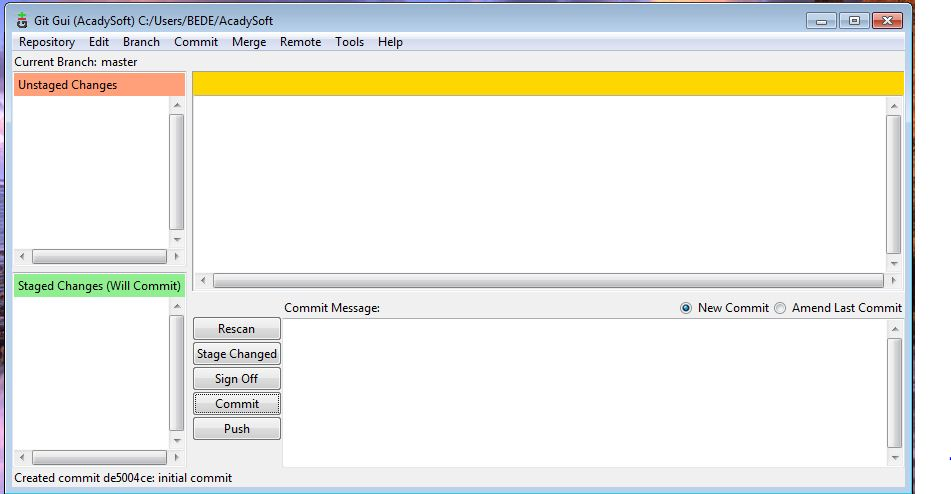 Git Gui (AcadySoft) C:/Users/BEDE/AcadySoft
Repository Edit Branch Commit Merge Remote Tools Help
Current Branch: master
Unstaged Changes
Staged Changes (Will Commit)
Commit Message: New Commit Amend Last Commit
Rescan
Stage Changed
Sign Off
Commit
Push
Created commit de5004ce: initial commit